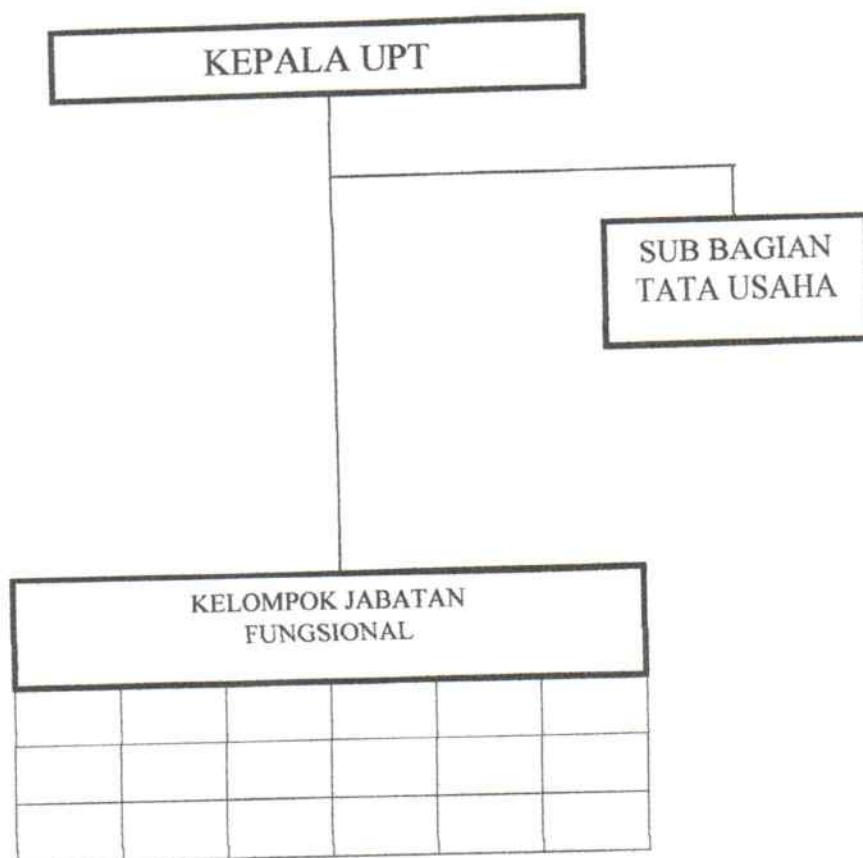 KEPALA UPT
SUB BAGIAN
TATA USAHA
KELOMPOK JABATAN
FUNGSIONAL